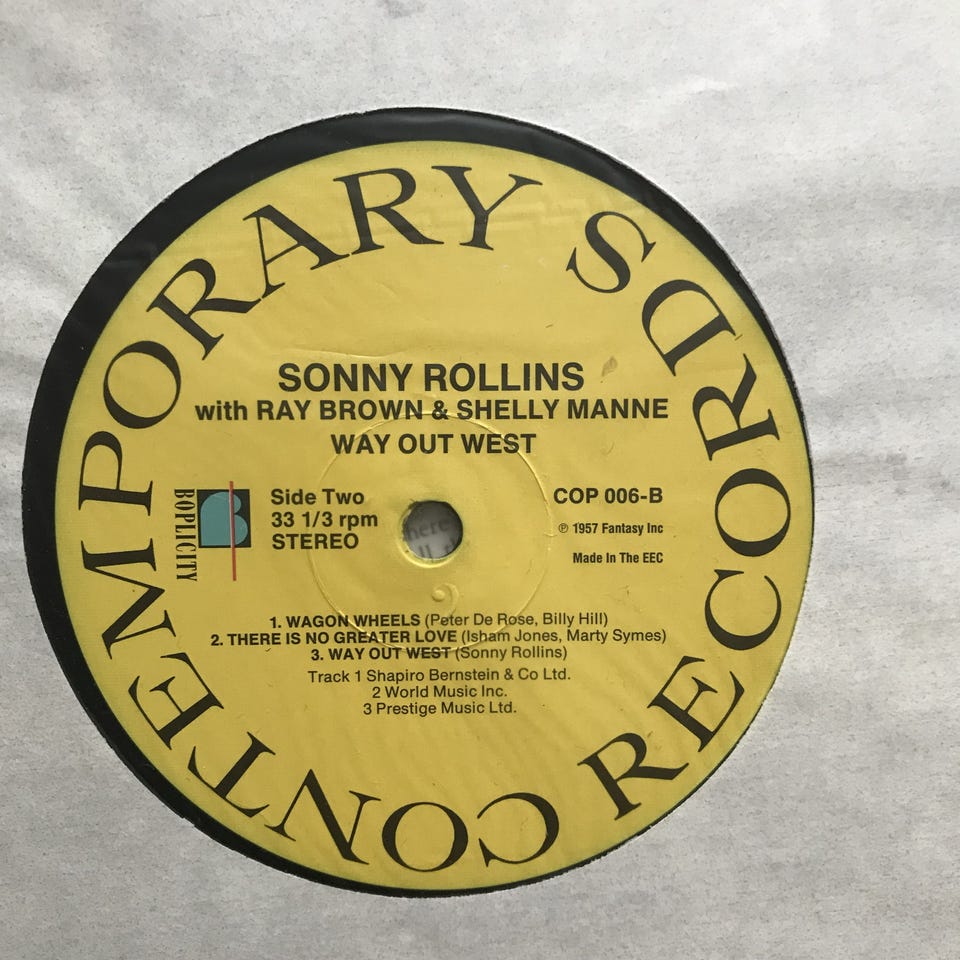 CONTEMPORARY RECORDS
SONNY ROLLINS
with RAY BROWN & SHELLY MANNE
WAY OUT WEST
BOPLICITY
B
Side Two
33 1/3 rpm
STEREO
COP 006-B
℗ 1957 Fantasy Inc
Made In The EEC
here
1. WAGON WHEELS (Peter De Rose, Billy Hill)
2. THERE IS NO GREATER LOVE (Isham Jones, Marty Symes)
3. WAY OUT WEST (Sonny Rollins)
Track 1 Shapiro Bernstein & Co Ltd.
2 World Music Inc.
3 Prestige Music Ltd.